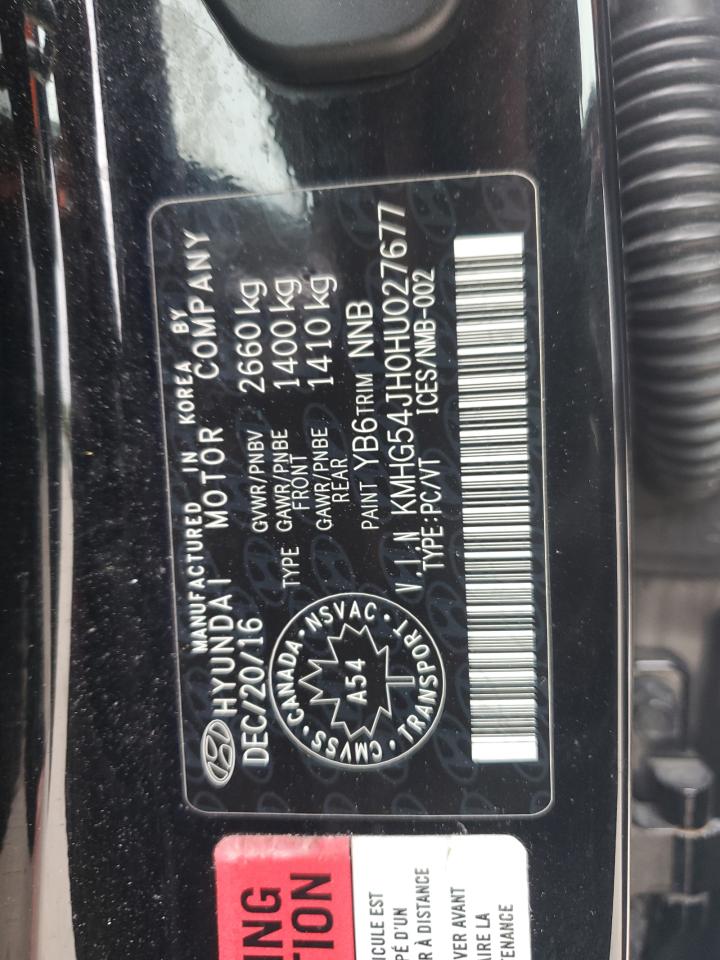 MANUFACTURED IN KOREA BY
HYUNDAI MOTOR COMPANY
DEC/20/16
GVWR/PNBV 2660 kg
TYPE GAWR/PNBE FRONT 1400 kg
GAWR/PNBE REAR 1410 kg
PAINT YB6 TRIM NNB
V.I.N KMHG54JH0HU027677
TYPE:PC/VT ICES/NMB-002
CMVSS · CANADA · NSVAC · TRANSPORT ·
A54
ING
TION
ICULE EST
PÉ D'UN
R À DISTANCE
VER AVANT
AIRE LA
TENANCE